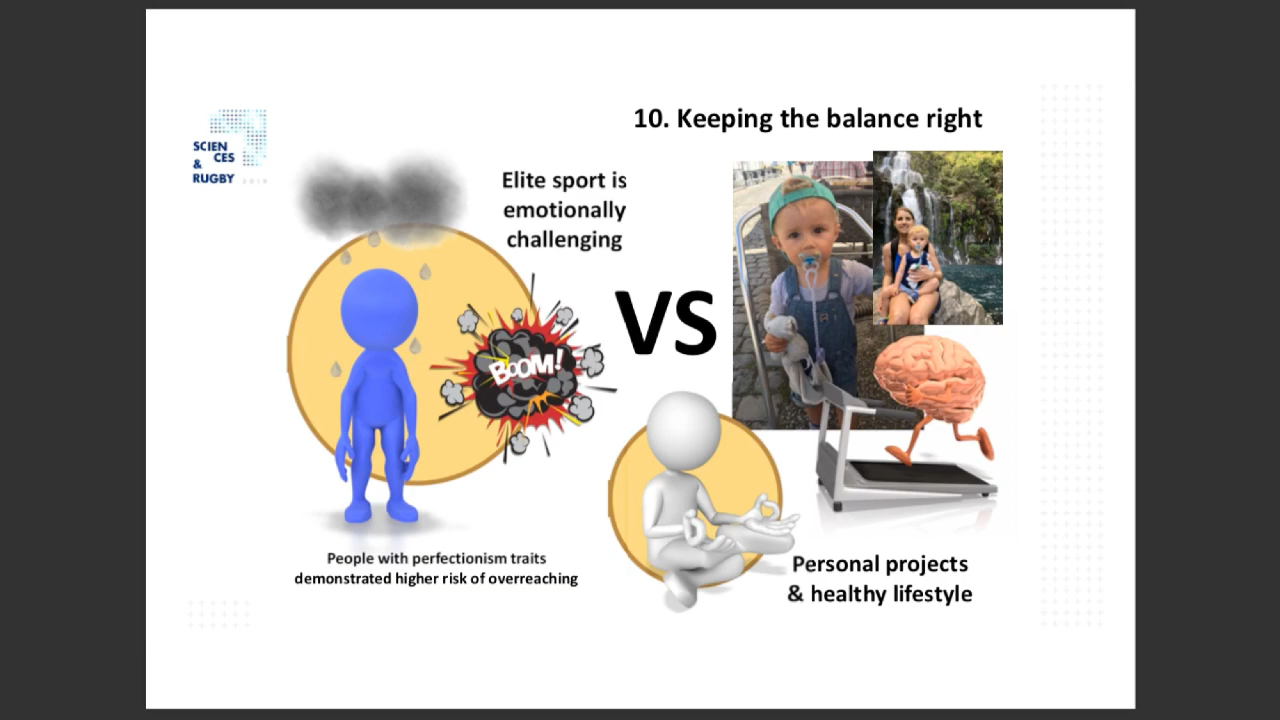 10. Keeping the balance right
SCIEN
CES
&
RUGBY 2019
Elite sport is
emotionally
challenging
VS
BOOM!
People with perfectionism traits
demonstrated higher risk of overreaching
Personal projects
& healthy lifestyle